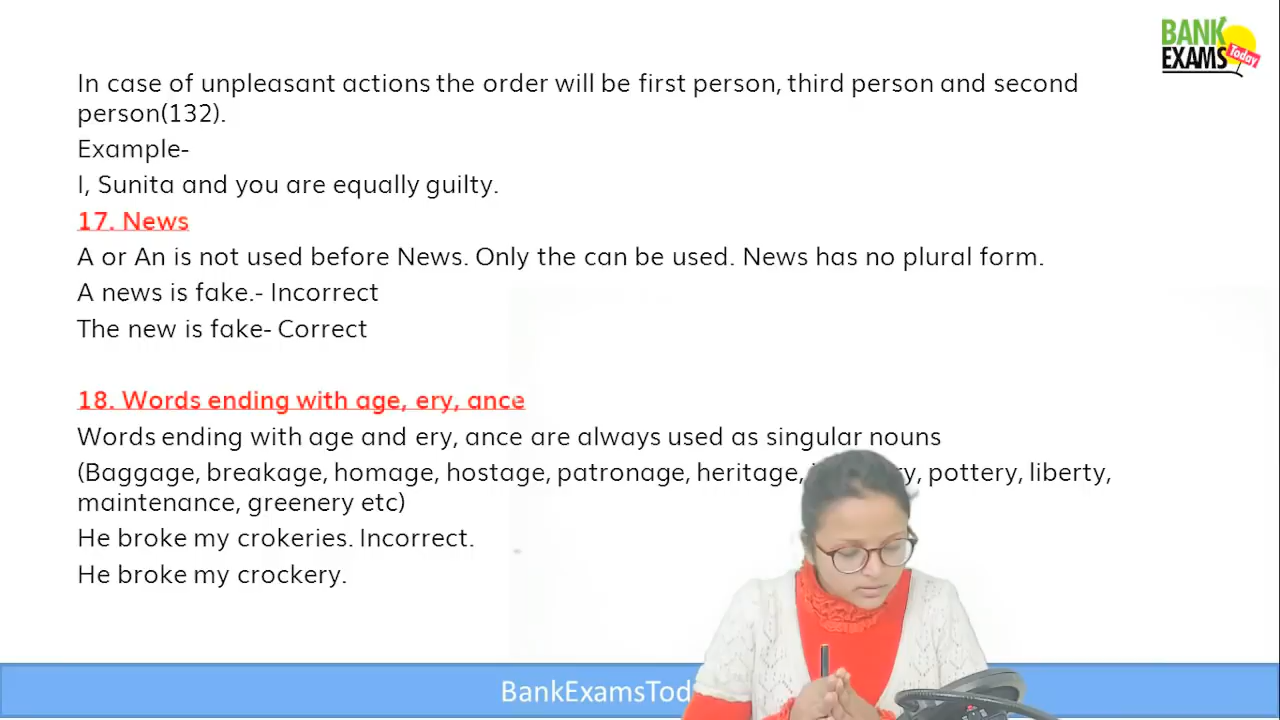 BANK
EXAMS Today
In case of unpleasant actions the order will be first person, third person and second
person(132).
Example-
I, Sunita and you are equally guilty.
17. News
A or An is not used before News. Only the can be used. News has no plural form.
A news is fake.- Incorrect
The new is fake- Correct
18. Words ending with age, ery, ance
Words ending with age and ery, ance are always used as singular nouns
(Baggage, breakage, homage, hostage, patronage, heritage, pottery, liberty,
maintenance, greenery etc)
He broke my crokeries. Incorrect.
He broke my crockery.